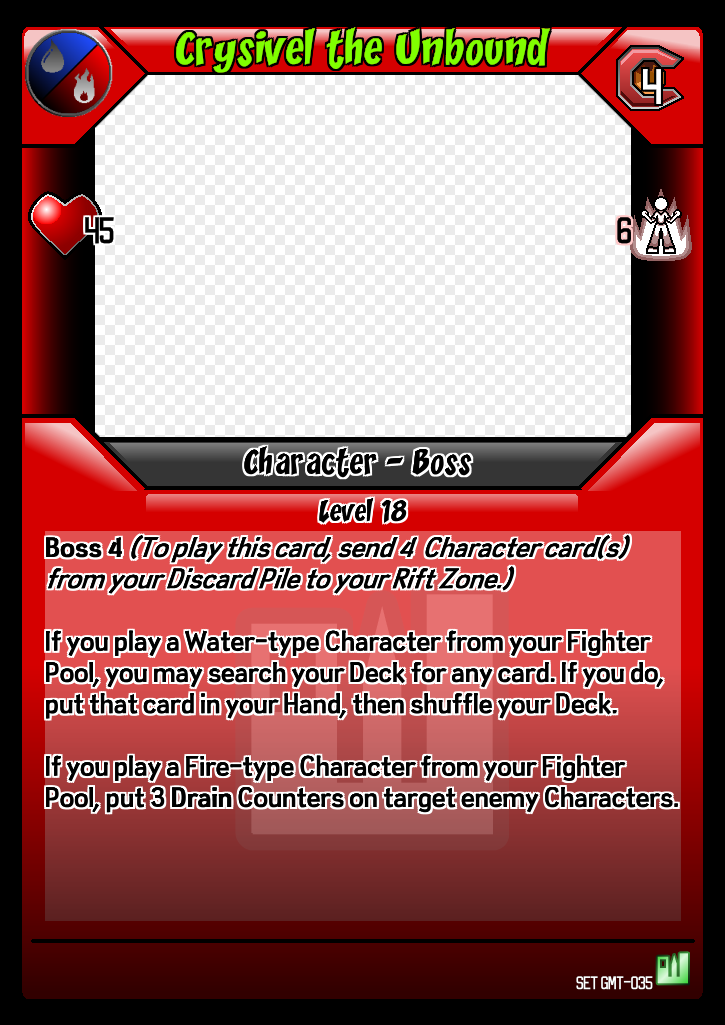 Crysivel the Unbound
C 4
45
6
Character - Boss
Level 18
Boss 4 (To play this card, send 4 Character card(s)
from your Discard Pile to your Rift Zone.)
If you play a Water-type Character from your Fighter
Pool, you may search your Deck for any card. If you do,
put that card in your Hand, then shuffle your Deck.
If you play a Fire-type Character from your Fighter
Pool, put 3 Drain Counters on target enemy Characters.
SET GMT-035